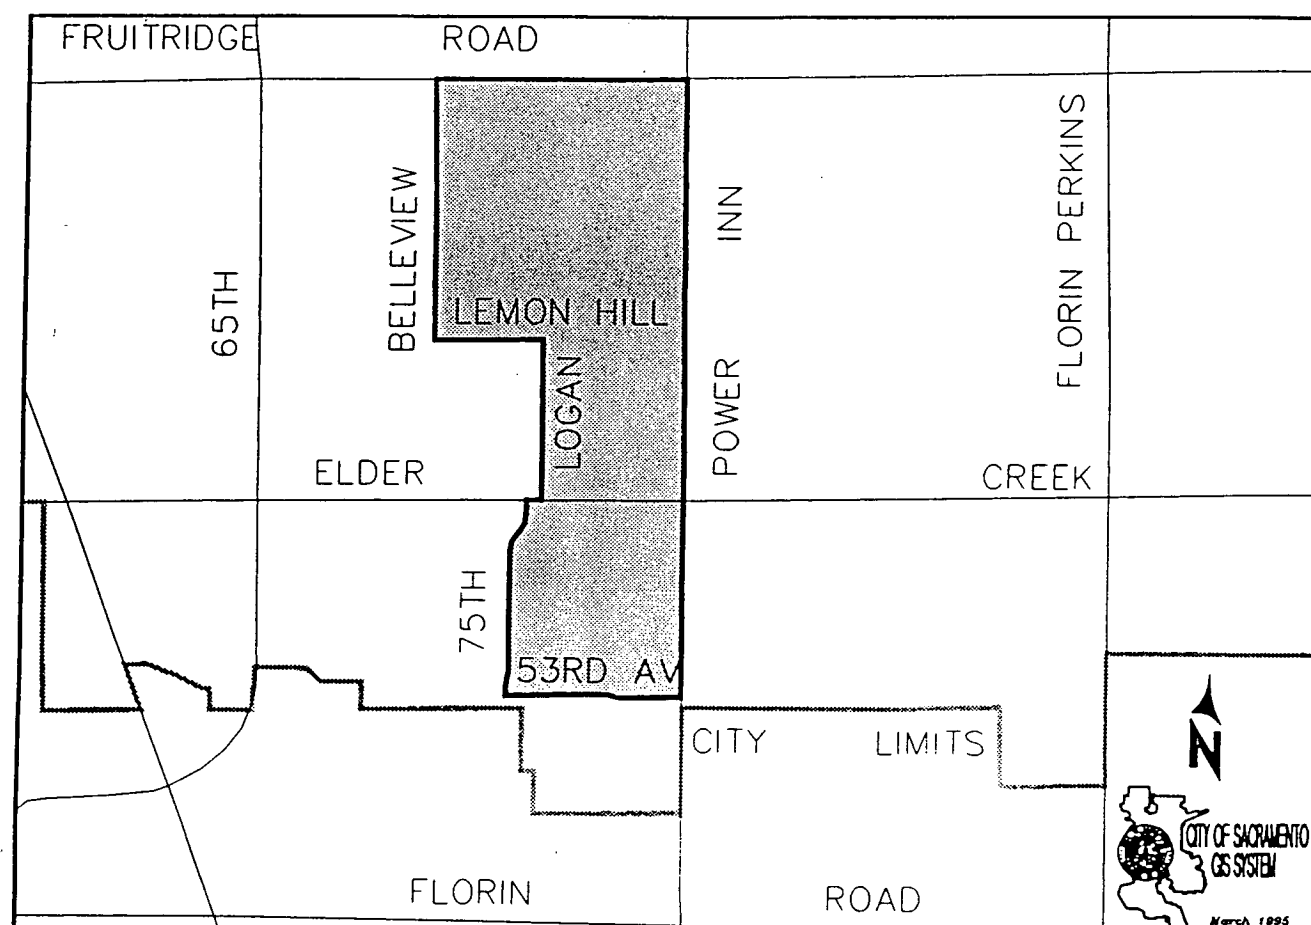 FRUITRIDGE ROAD
FLORIN PERKINS
BELLEVIEW
INN
65TH
LEMON HILL
LOGAN
POWER
ELDER CREEK
75TH
53RD AV
CITY LIMITS
N
CITY OF SACRAMENTO
GIS SYSTEM
FLORIN ROAD
March 1995